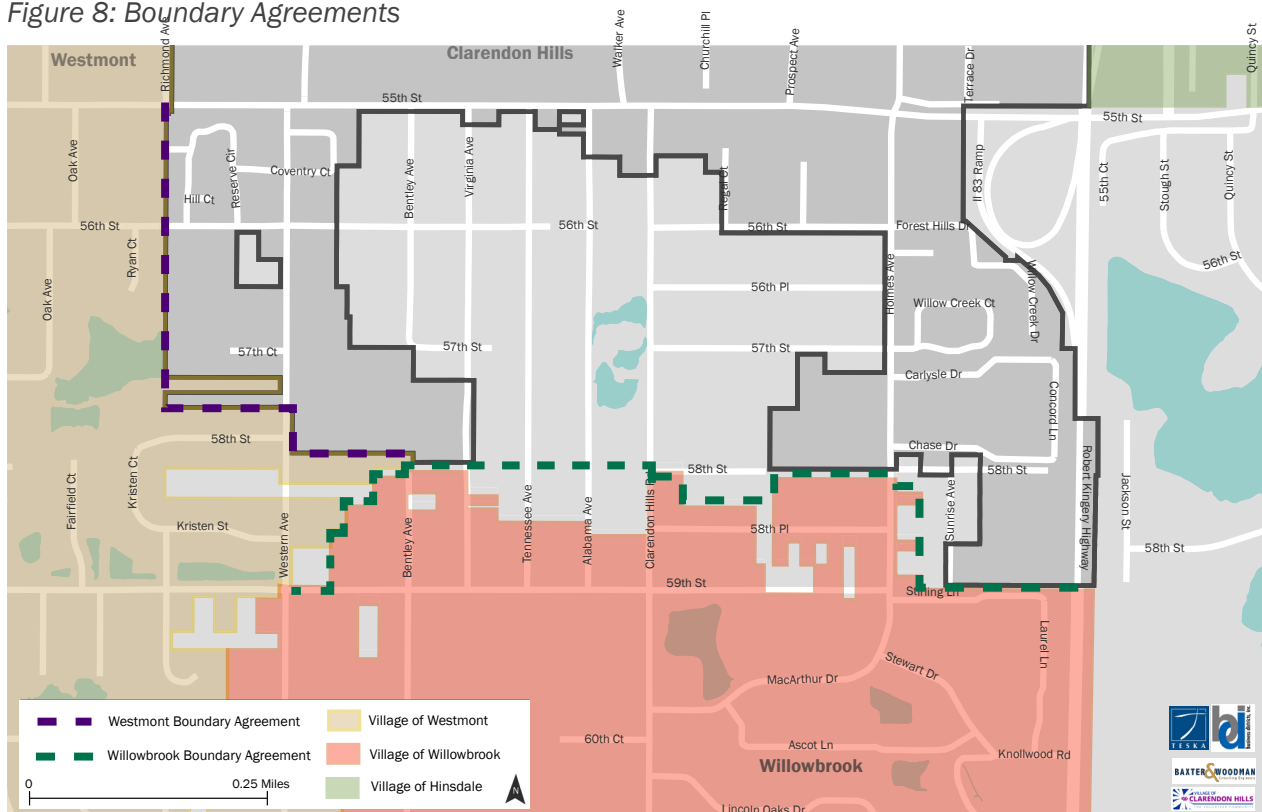 Figure 8: Boundary Agreements
Richmond Ave
Walker Ave
Churchill Pl
Prospect Ave
Terrace Dr
Quincy St
Westmont
Clarendon Hills
55th St
55th St
Oak Ave
Hill Ct
Reserve Cir
Coventry Ct
Bentley Ave
Virginia Ave
Regal Ct
Il 83 Ramp
55th Ct
Stough St
Quincy St
56th St
56th St
56th St
Forest Hills Dr
56th St
Ryan Ct
Oak Ave
56th Pl
Holmes Ave
Willow Creek Ct
Willow Creek Dr
57th Ct
57th St
57th St
Carlysle Dr
Concord Ln
58th St
Chase Dr
58th St
58th St
Fairfield Ct
Kristen Ct
Kristen St
Western Ave
Bentley Ave
Tennessee Ave
Alabama Ave
Clarendon Hills Rd
58th Pl
Sunrise Ave
Robert Kingery Highway
Jackson St
58th St
59th St
Stirling Ln
Laurel Ln
Stewart Dr
MacArthur Dr
60th Ct
Ascot Ln
Knollwood Rd
Willowbrook
Lincoln Oaks Dr
Westmont Boundary Agreement
Village of Westmont
Willowbrook Boundary Agreement
Village of Willowbrook
Village of Hinsdale
0
0.25 Miles
N
TESKA
bdi
business districts, inc.
BAXTER & WOODMAN
Consulting Engineers
VILLAGE OF
CLARENDON HILLS